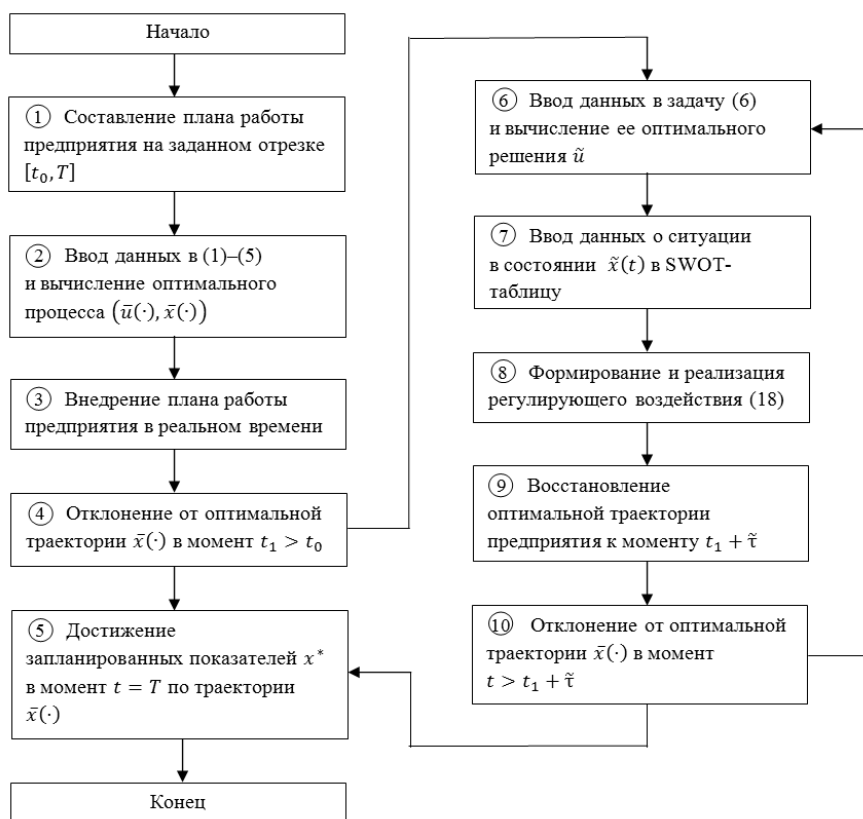 Начало
① Составление плана работы
предприятия на заданном отрезке
[t₀, T]
② Ввод данных в (1)–(5)
и вычисление оптимального
процесса (ū(·), x̄(·))
③ Внедрение плана работы
предприятия в реальном времени
④ Отклонение от оптимальной
траектории x̄(·) в момент t₁ > t₀
⑤ Достижение
запланированных показателей x*
в момент t = T по траектории
x̄(·)
Конец
⑥ Ввод данных в задачу (6)
и вычисление ее оптимального
решения ũ
⑦ Ввод данных о ситуации
в состоянии x̃(t) в SWOT-
таблицу
⑧ Формирование и реализация
регулирующего воздействия (18)
⑨ Восстановление
оптимальной траектории
предприятия к моменту t₁ + τ̃
⑩ Отклонение от оптимальной
траектории x̄(·) в момент
t > t₁ + τ̃